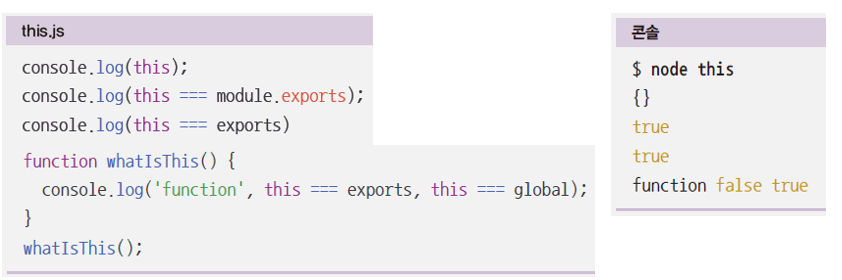 this.js
console.log(this);
console.log(this === module.exports);
console.log(this === exports)
function whatIsThis() {
  console.log('function', this === exports, this === global);
}
whatIsThis();
콘솔
$ node this
{}
true
true
function false true